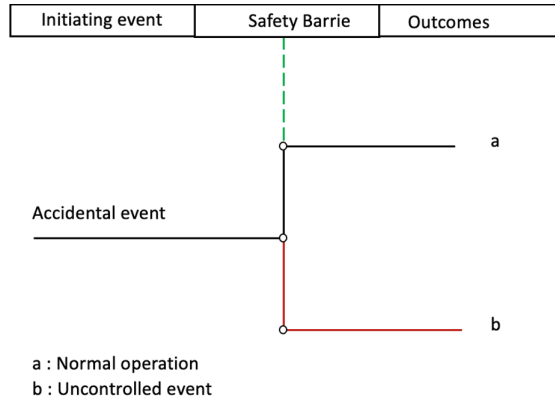 Initiating event
Safety Barrie
Outcomes
a
Accidental event
b
a : Normal operation
b : Uncontrolled event